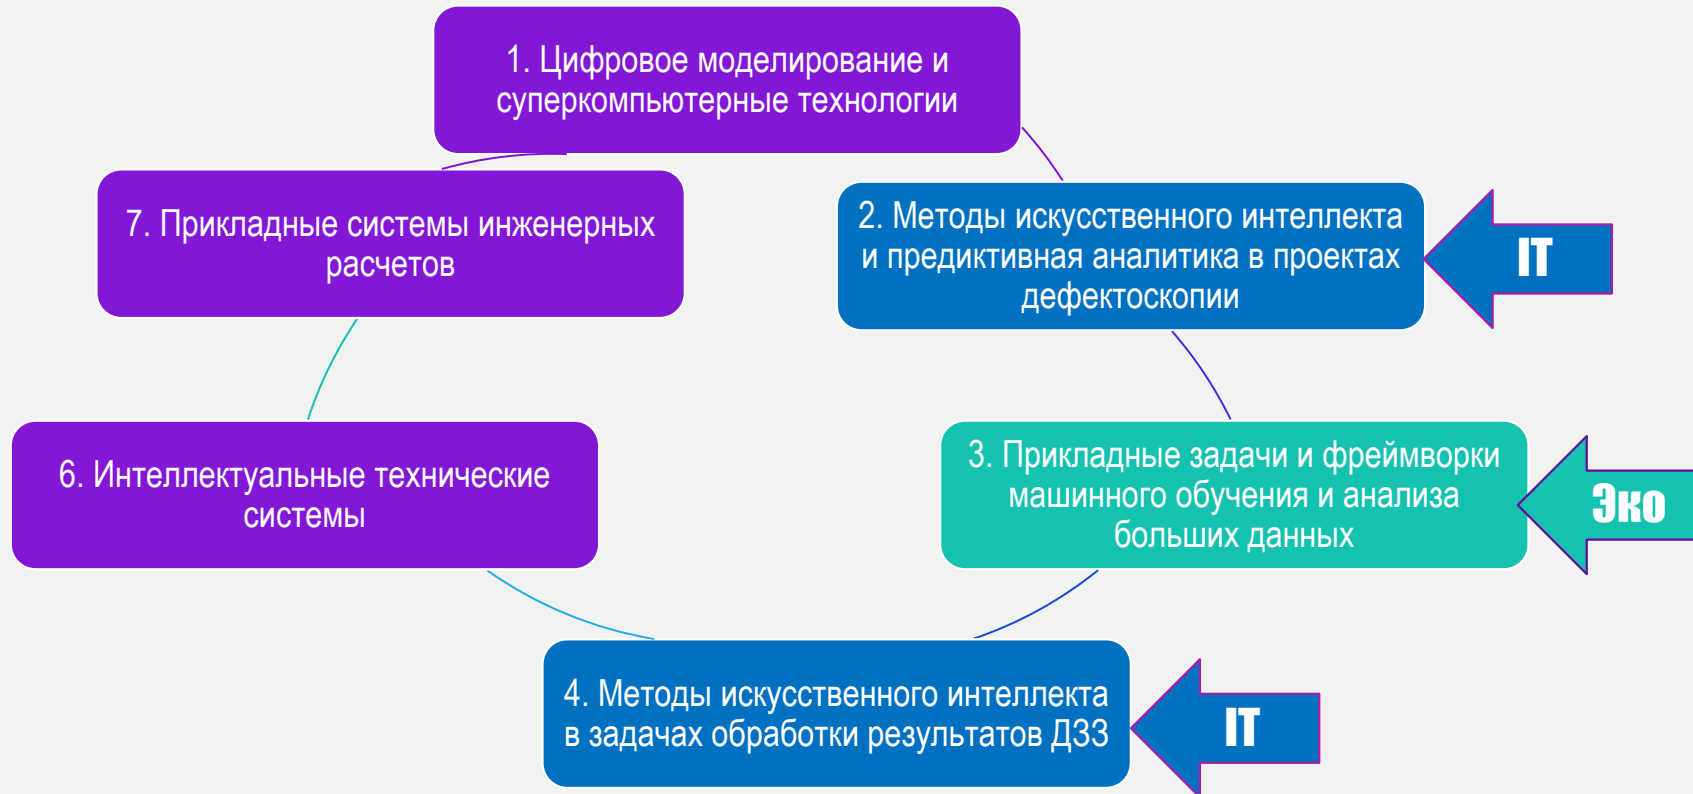 1. Цифровое моделирование и
суперкомпьютерные технологии
7. Прикладные системы инженерных
расчетов
2. Методы искусственного интеллекта
и предиктивная аналитика в проектах
дефектоскопии
IT
6. Интеллектуальные технические
системы
3. Прикладные задачи и фреймворки
машинного обучения и анализа
больших данных
Эко
4. Методы искусственного интеллекта
в задачах обработки результатов ДЗЗ
IT